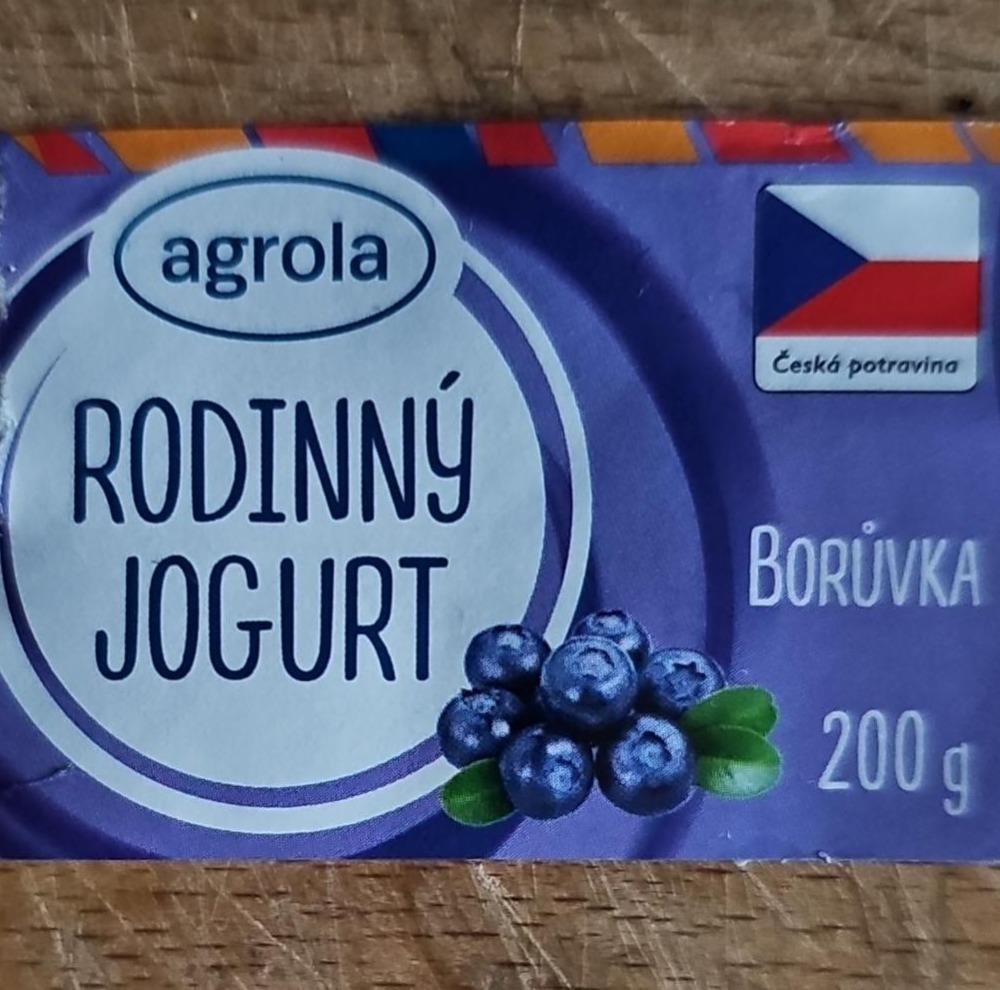 agrola
RODINNÝ
JOGURT
Česká potravina
BORŮVKA
200 g